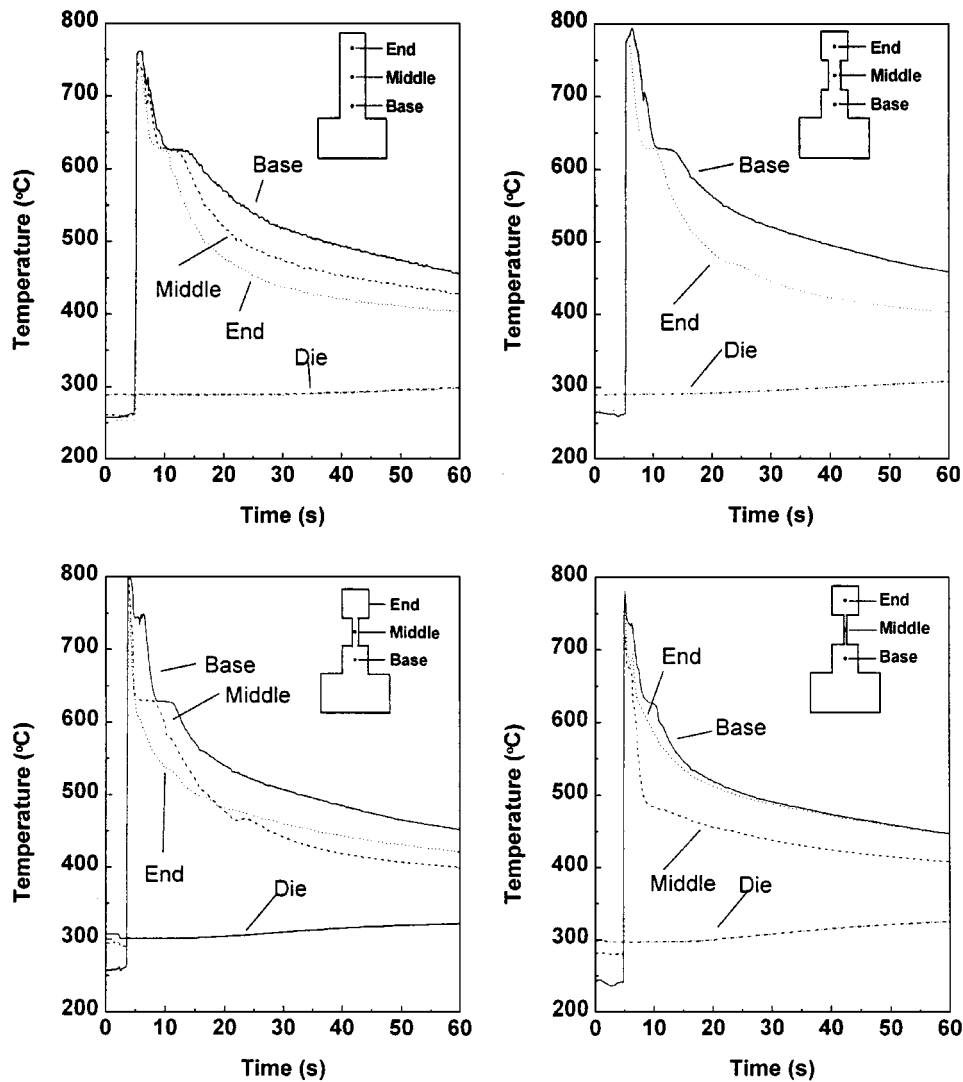 800
700
600
500
400
300
200
Temperature (°C)
End
Middle
Base
Base
Middle
End
Die
0 10 20 30 40 50 60
Time (s)
800
700
600
500
400
300
200
Temperature (°C)
End
Middle
Base
Base
End
Die
0 10 20 30 40 50 60
Time (s)
800
700
600
500
400
300
200
Temperature (°C)
End
Middle
Base
Base
Middle
End
Die
0 10 20 30 40 50 60
Time (s)
800
700
600
500
400
300
200
Temperature (°C)
End
Middle
Base
End
Base
Middle
Die
0 10 20 30 40 50 60
Time (s)